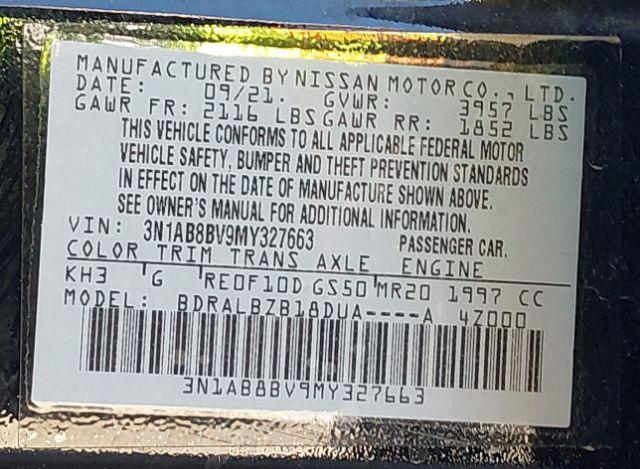 MANUFACTURED BY NISSAN MOTOR CO., LTD.
DATE: 09/21. GVWR: 3957 LBS
GAWR FR: 2116 LBS GAWR RR: 1852 LBS
THIS VEHICLE CONFORMS TO ALL APPLICABLE FEDERAL MOTOR
VEHICLE SAFETY, BUMPER AND THEFT PREVENTION STANDARDS
IN EFFECT ON THE DATE OF MANUFACTURE SHOWN ABOVE.
SEE OWNER'S MANUAL FOR ADDITIONAL INFORMATION.
VIN: 3N1AB8BV9MY327663 PASSENGER CAR.
COLOR TRIM TRANS AXLE ENGINE
KH3 G RE0F10D GS50 MR20 1997 CC
MODEL: BDRALBZB18DUA----A 4Z000
3N1AB8BV9MY327663